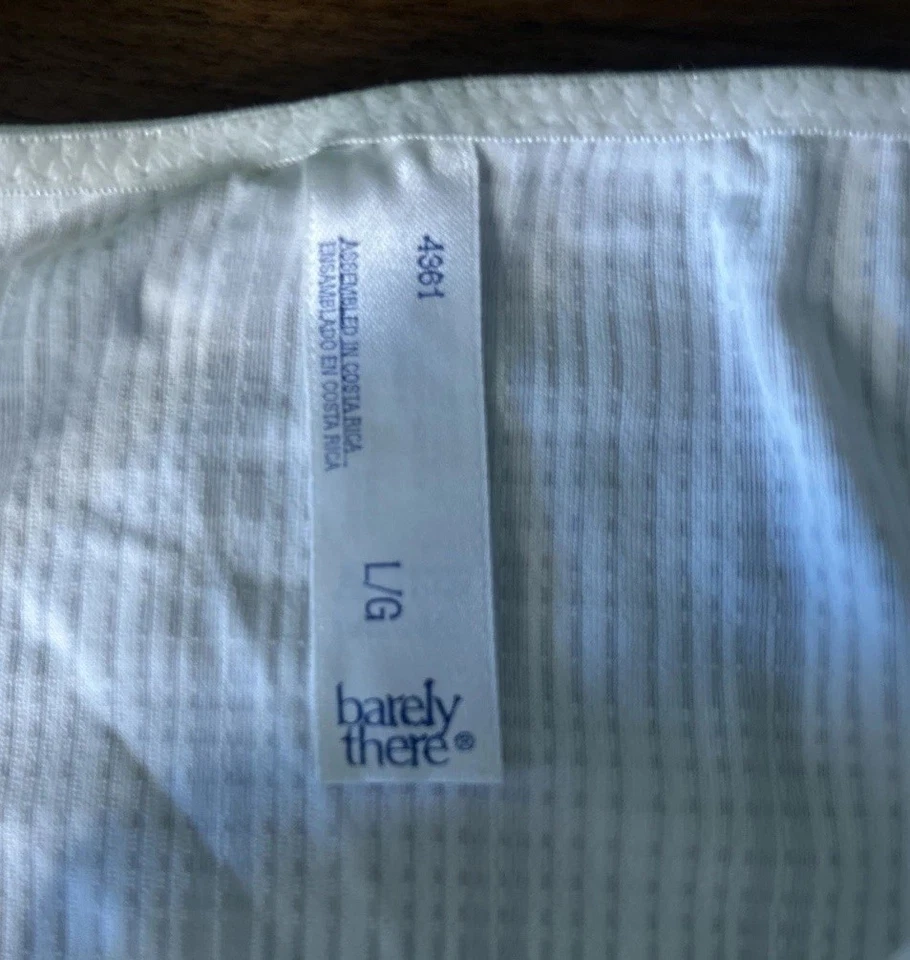 4361
ASSEMBLED IN COSTA RICA
ENSAMBLADO EN COSTA RICA
L/G
barely
there®